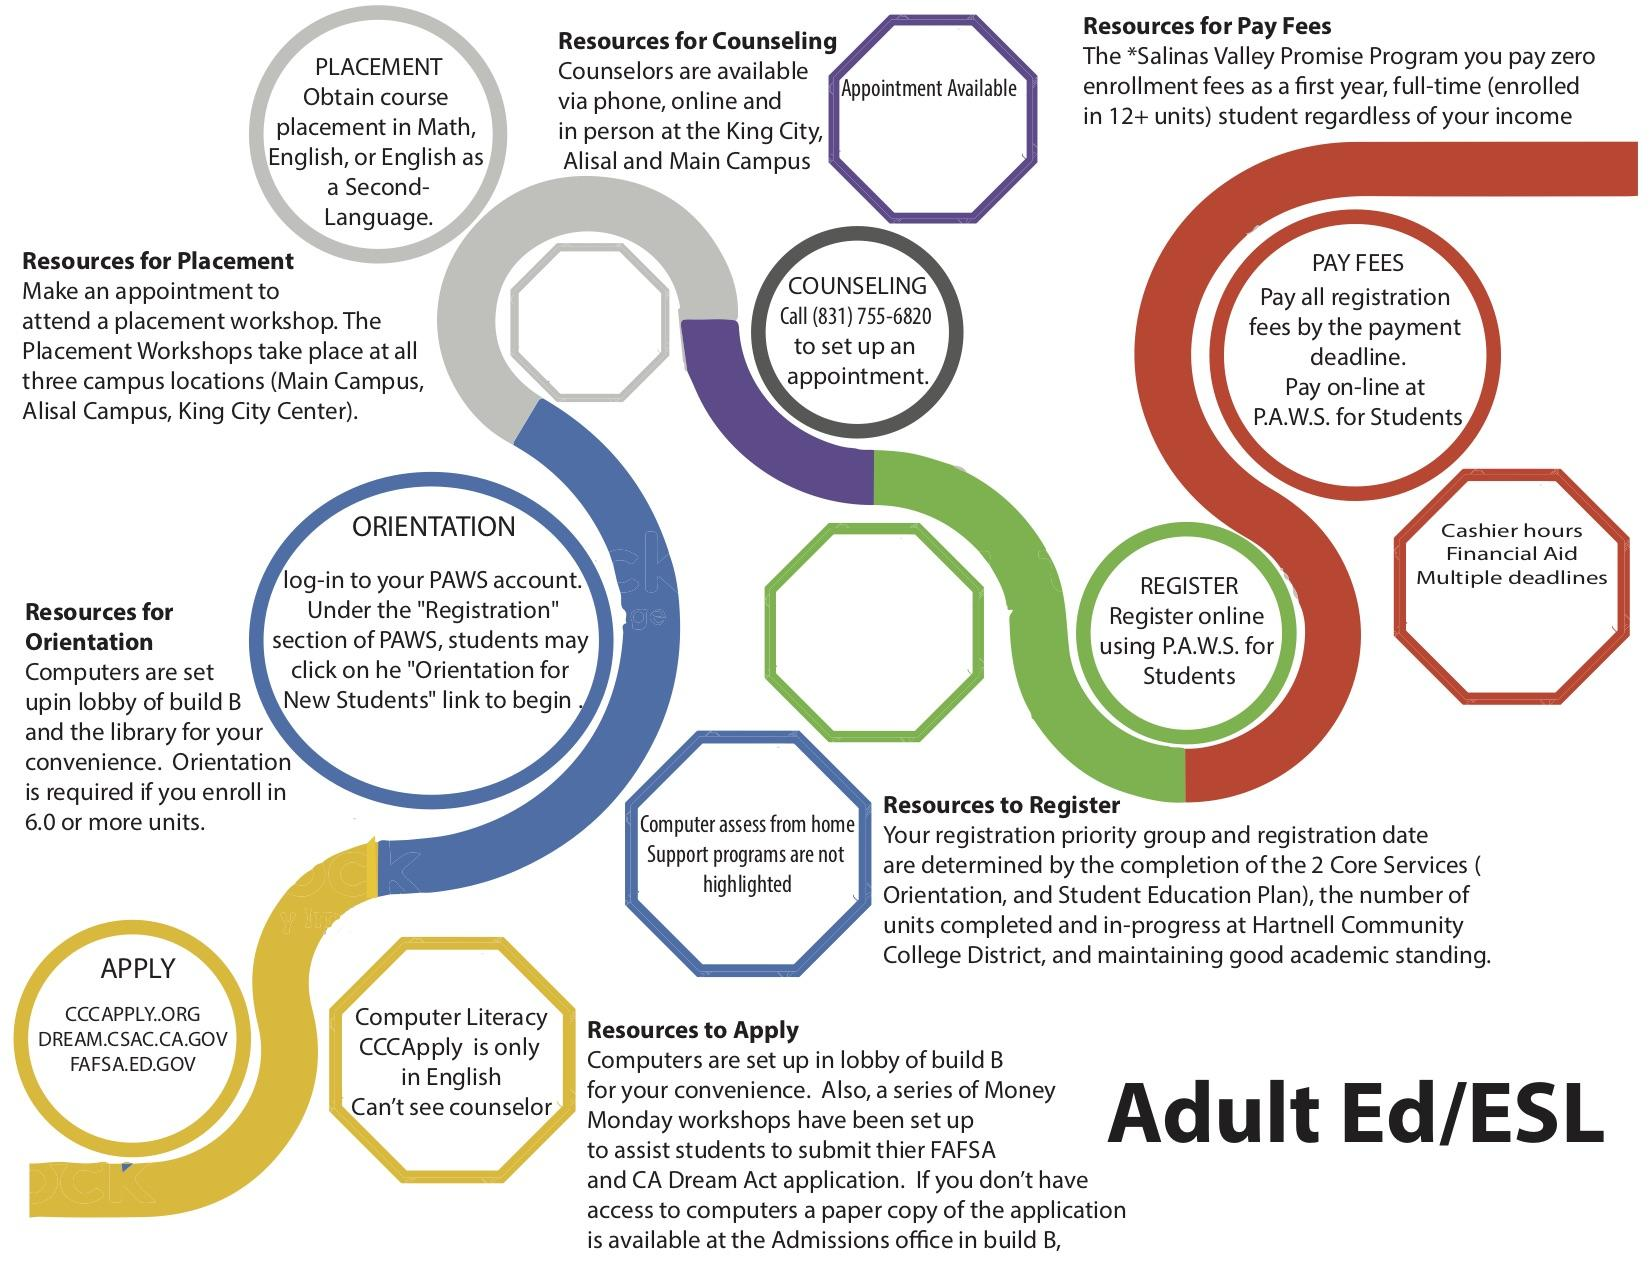 PLACEMENT
Obtain course
placement in Math,
English, or English as
a Second-
Language.
Resources for Counseling
Counselors are available
via phone, online and
in person at the King City,
Alisal and Main Campus
Appointment Available
Resources for Pay Fees
The *Salinas Valley Promise Program you pay zero
enrollment fees as a first year, full-time (enrolled
in 12+ units) student regardless of your income
Resources for Placement
Make an appointment to
attend a placement workshop. The
Placement Workshops take place at all
three campus locations (Main Campus,
Alisal Campus, King City Center).
COUNSELING
Call (831) 755-6820
to set up an
appointment.
PAY FEES
Pay all registration
fees by the payment
deadline.
Pay on-line at
P.A.W.S. for Students
Cashier hours
Financial Aid
Multiple deadlines
ORIENTATION
log-in to your PAWS account.
Under the "Registration"
section of PAWS, students may
click on he "Orientation for
New Students" link to begin .
REGISTER
Register online
using P.A.W.S. for
Students
Resources for
Orientation
Computers are set
upin lobby of build B
and the library for your
convenience.  Orientation
is required if you enroll in
6.0 or more units.
Computer assess from home
Support programs are not
highlighted
Resources to Register
Your registration priority group and registration date
are determined by the completion of the 2 Core Services (
Orientation, and Student Education Plan), the number of
units completed and in-progress at Hartnell Community
College District, and maintaining good academic standing.
APPLY
CCCAPPLY..ORG
DREAM.CSAC.CA.GOV
FAFSA.ED.GOV
Computer Literacy
CCCApply  is only
in English
Can't see counselor
Resources to Apply
Computers are set up in lobby of build B
for your convenience.  Also, a series of Money
Monday workshops have been set up
to assist students to submit thier FAFSA
and CA Dream Act application.  If you don't have
access to computers a paper copy of the application
is available at the Admissions office in build B,
Adult Ed/ESL